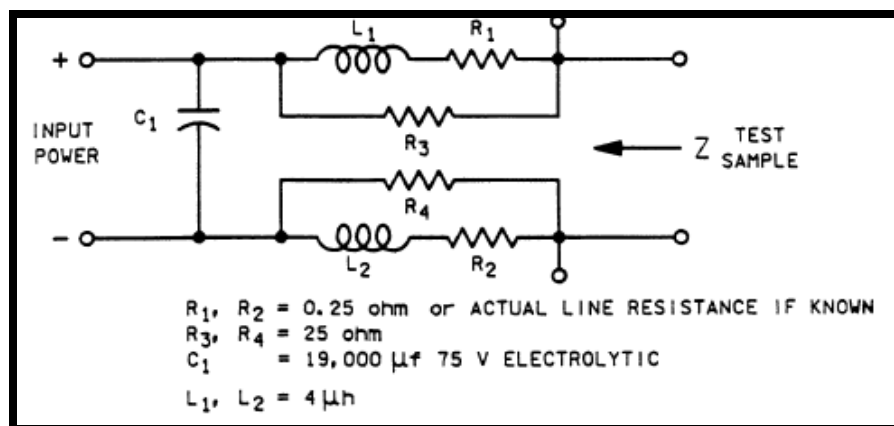 L₁
R₁
+
C₁
INPUT
POWER
R₃
Z TEST
SAMPLE
R₄
–
L₂
R₂
R₁, R₂ = 0.25 ohm or ACTUAL LINE RESISTANCE IF KNOWN
R₃, R₄ = 25 ohm
C₁ = 19,000 µf 75 V ELECTROLYTIC
L₁, L₂ = 4 µh